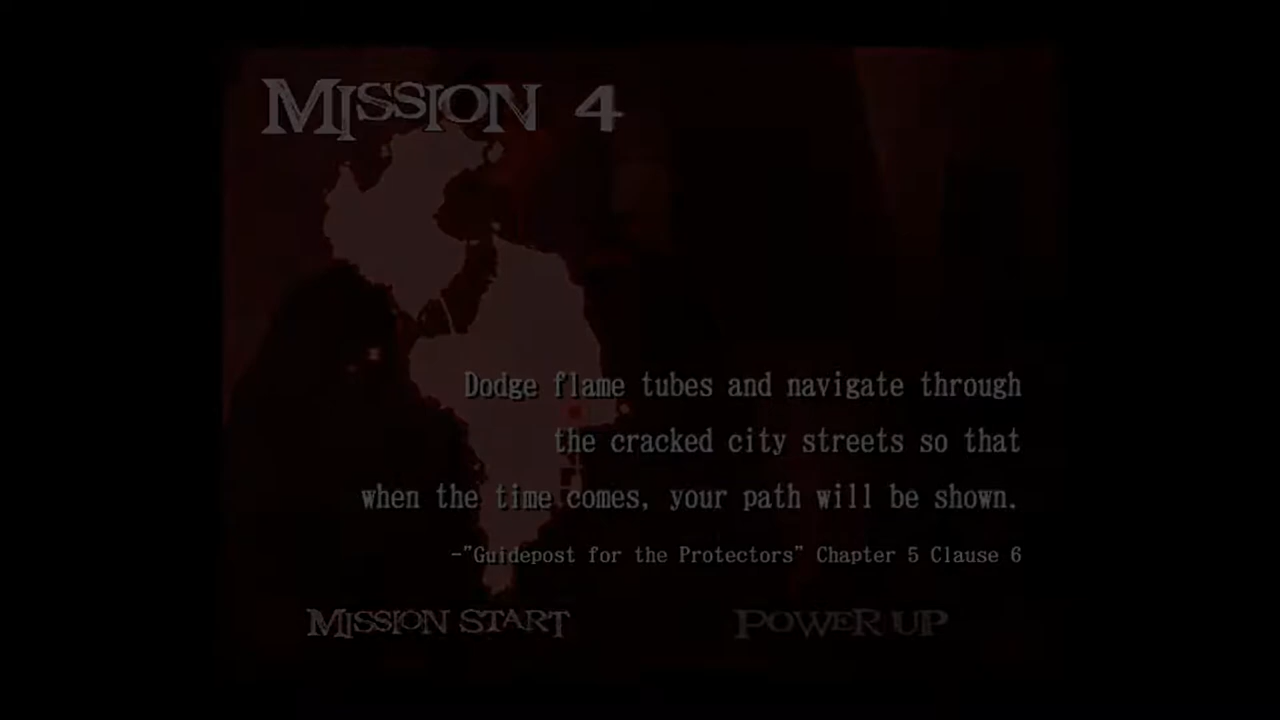 MISSION 4
Dodge flame tubes and navigate through
the cracked city streets so that
when the time comes, your path will be shown.
-"Guidepost for the Protectors" Chapter 5 Clause 6
MISSION START
POWER UP